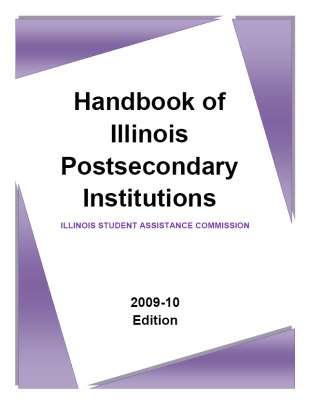 Handbook of
Illinois
Postsecondary
Institutions
ILLINOIS STUDENT ASSISTANCE COMMISSION
2009-10
Edition